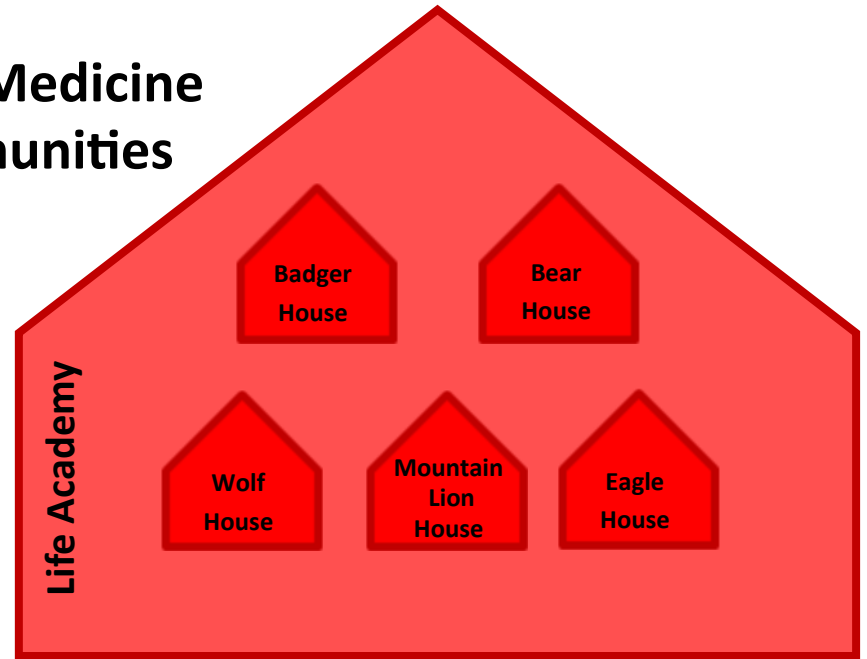 Medicine
unities
Badger
House
Bear
House
Life Academy
Wolf
House
Mountain
Lion
House
Eagle
House